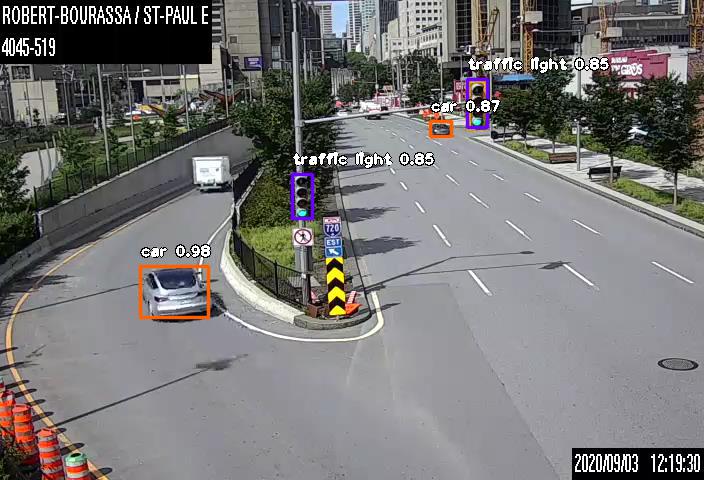 ROBERT-BOURASSA / ST-PAUL E
4045-519
traffic light 0.85
car 0.87
traffic light 0.85
720
EST
car 0.98
2020/09/03 12:19:30